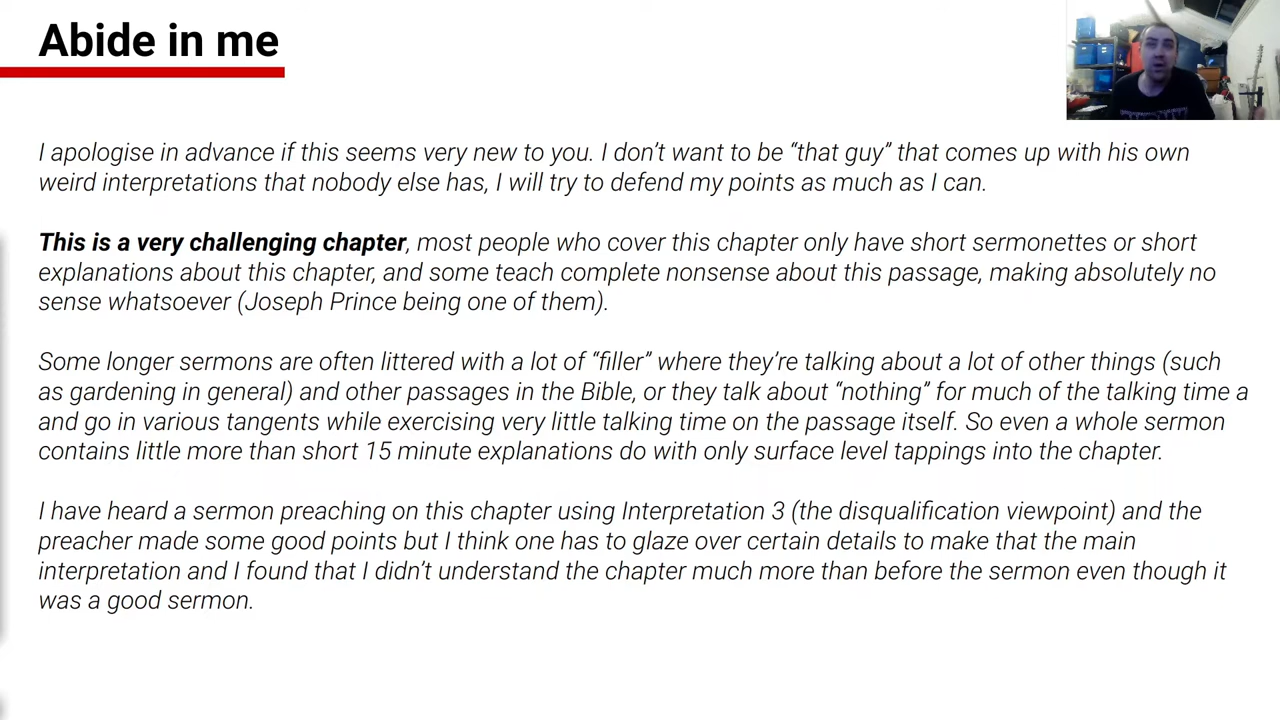 Abide in me
I apologise in advance if this seems very new to you. I don't want to be “that guy” that comes up with his own
weird interpretations that nobody else has, I will try to defend my points as much as I can.
This is a very challenging chapter, most people who cover this chapter only have short sermonettes or short
explanations about this chapter, and some teach complete nonsense about this passage, making absolutely no
sense whatsoever (Joseph Prince being one of them).
Some longer sermons are often littered with a lot of “filler” where they're talking about a lot of other things (such
as gardening in general) and other passages in the Bible, or they talk about “nothing” for much of the talking time a
and go in various tangents while exercising very little talking time on the passage itself. So even a whole sermon
contains little more than short 15 minute explanations do with only surface level tappings into the chapter.
I have heard a sermon preaching on this chapter using Interpretation 3 (the disqualification viewpoint) and the
preacher made some good points but I think one has to glaze over certain details to make that the main
interpretation and I found that I didn't understand the chapter much more than before the sermon even though it
was a good sermon.